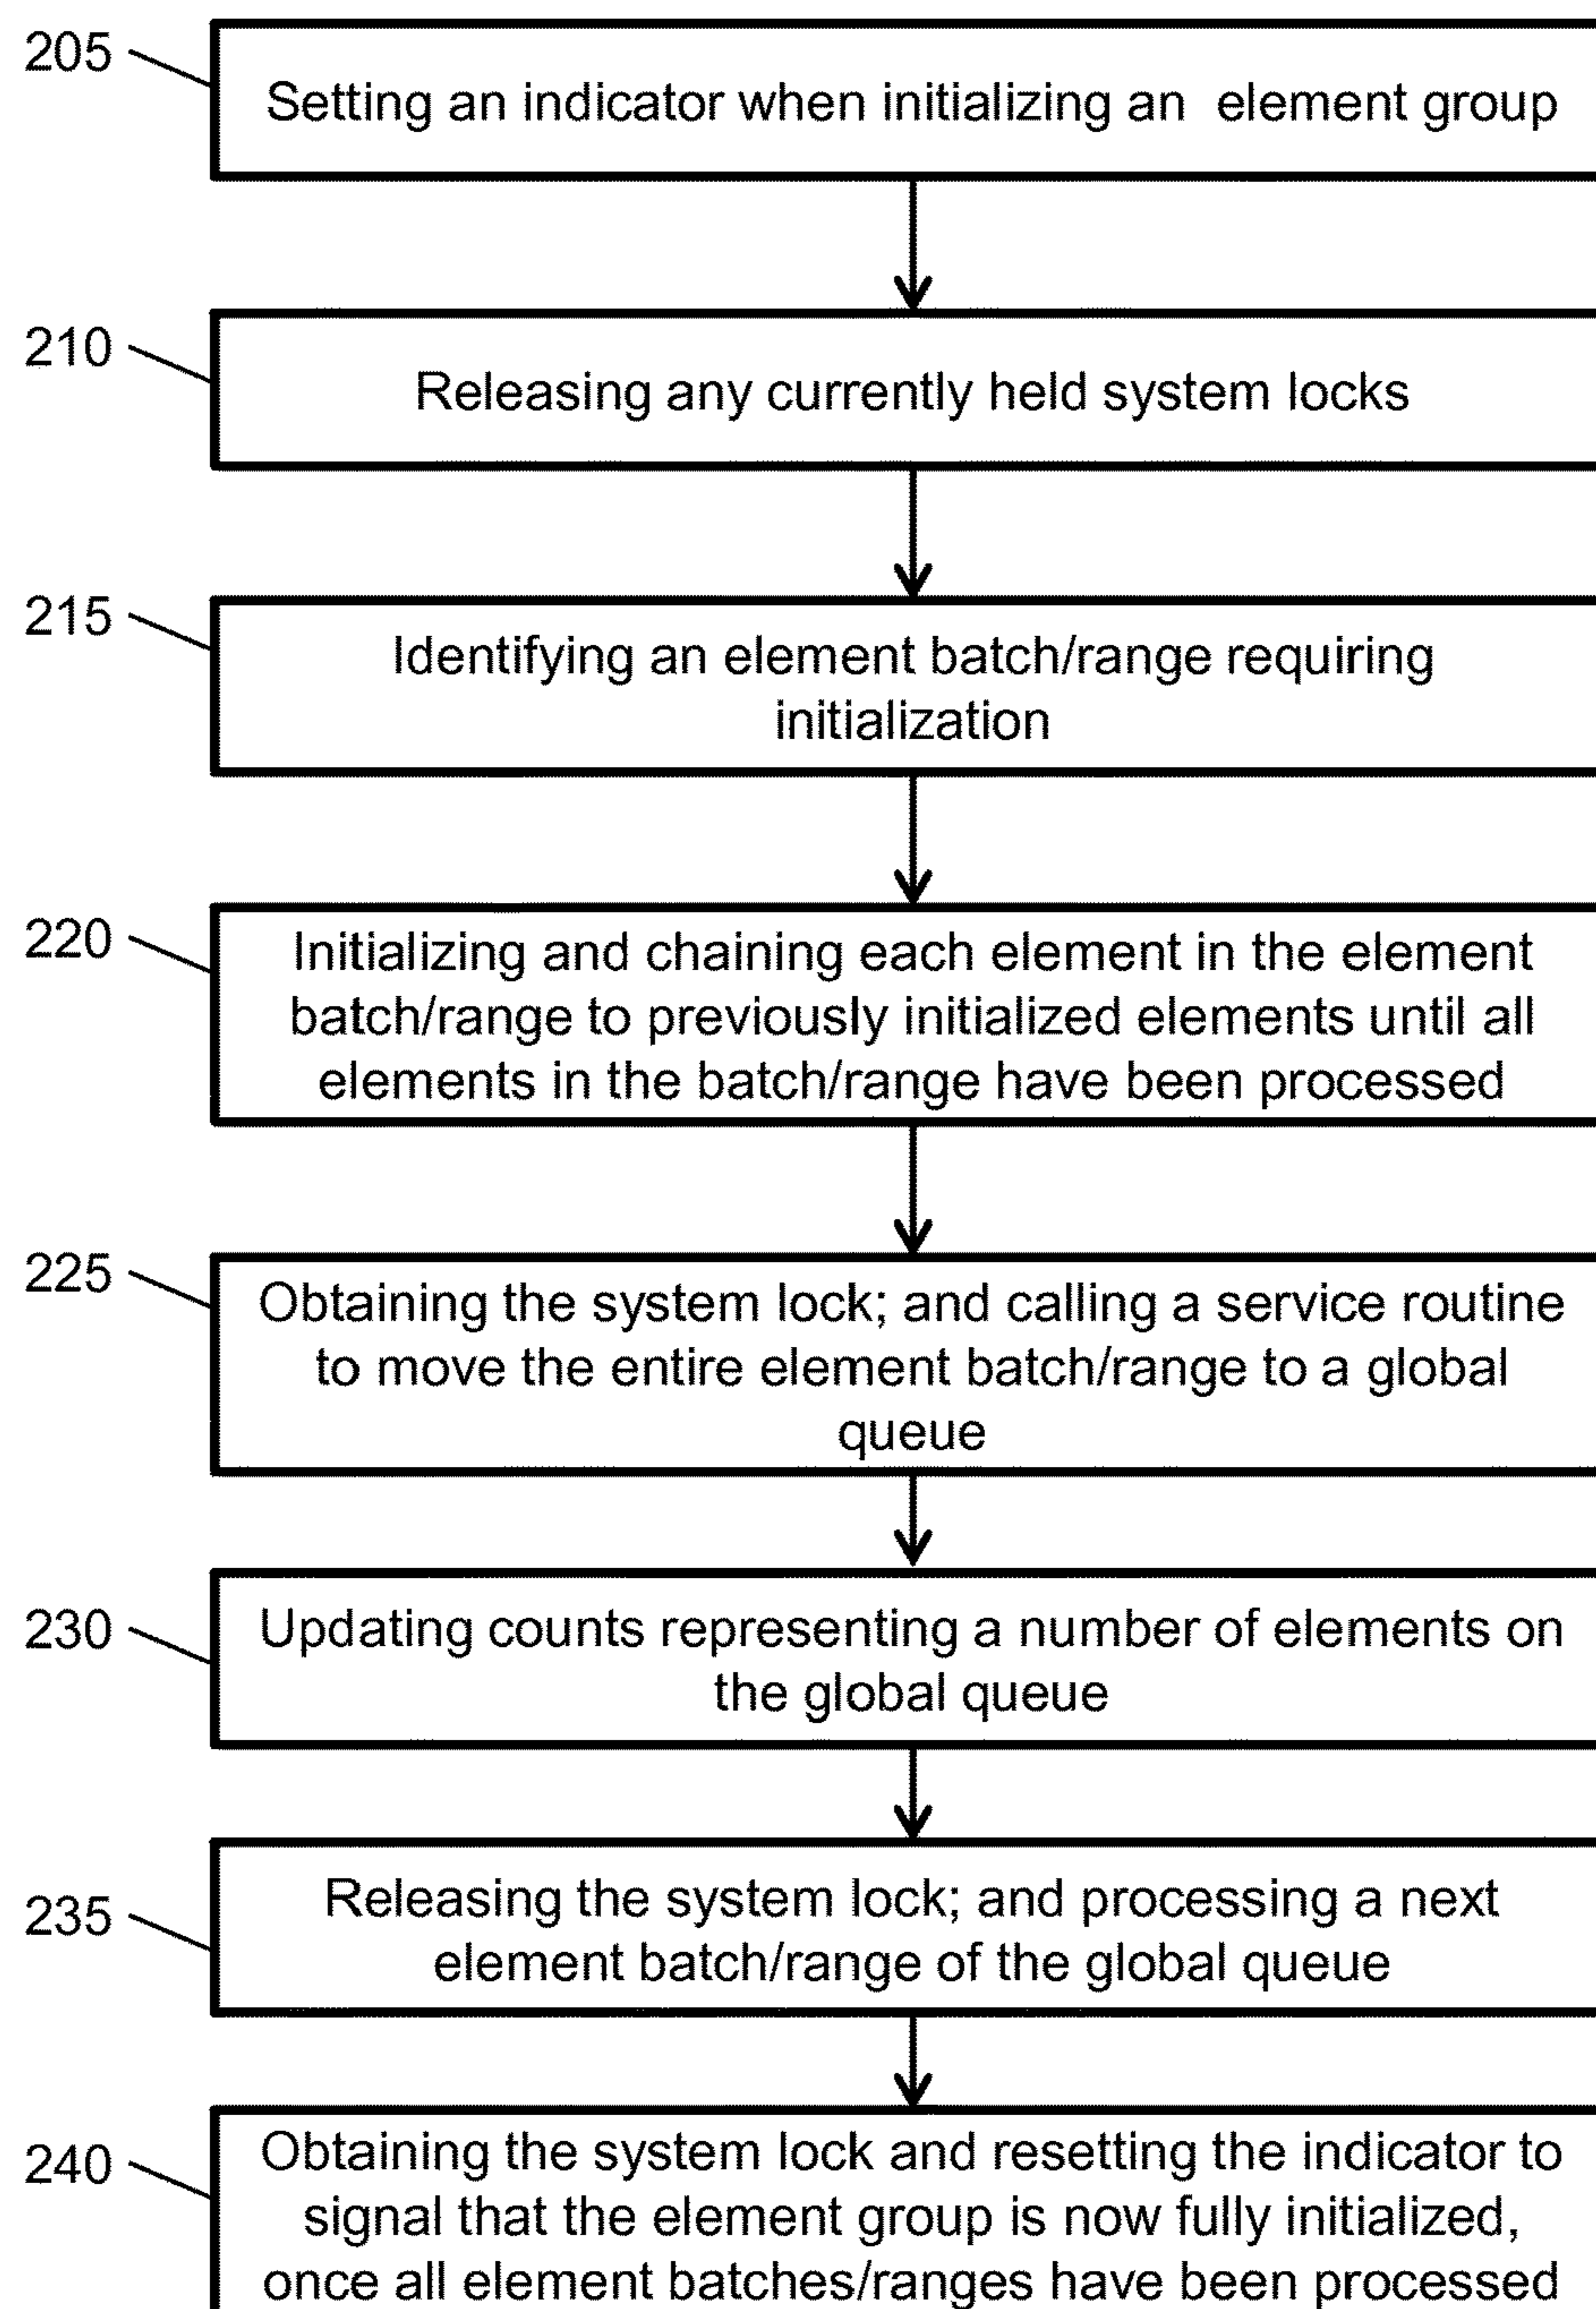 205
Setting an indicator when initializing an element group
210
Releasing any currently held system locks
215
Identifying an element batch/range requiring
initialization
220
Initializing and chaining each element in the element
batch/range to previously initialized elements until all
elements in the batch/range have been processed
225
Obtaining the system lock; and calling a service routine
to move the entire element batch/range to a global
queue
230
Updating counts representing a number of elements on
the global queue
235
Releasing the system lock; and processing a next
element batch/range of the global queue
240
Obtaining the system lock and resetting the indicator to
signal that the element group is now fully initialized,
once all element batches/ranges have been processed